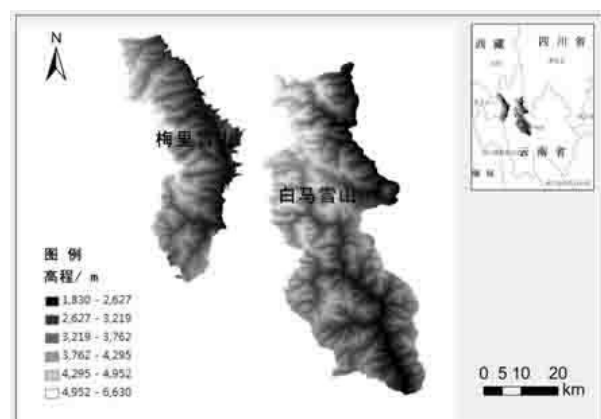 N
梅里雪山
白马雪山
图 例
高程/ m
1,830 - 2,627
2,627 - 3,219
3,219 - 3,762
3,762 - 4,295
4,295 - 4,952
4,952 - 6,630
西 藏
四 川 省
云 南 省
0 5 10 20
km